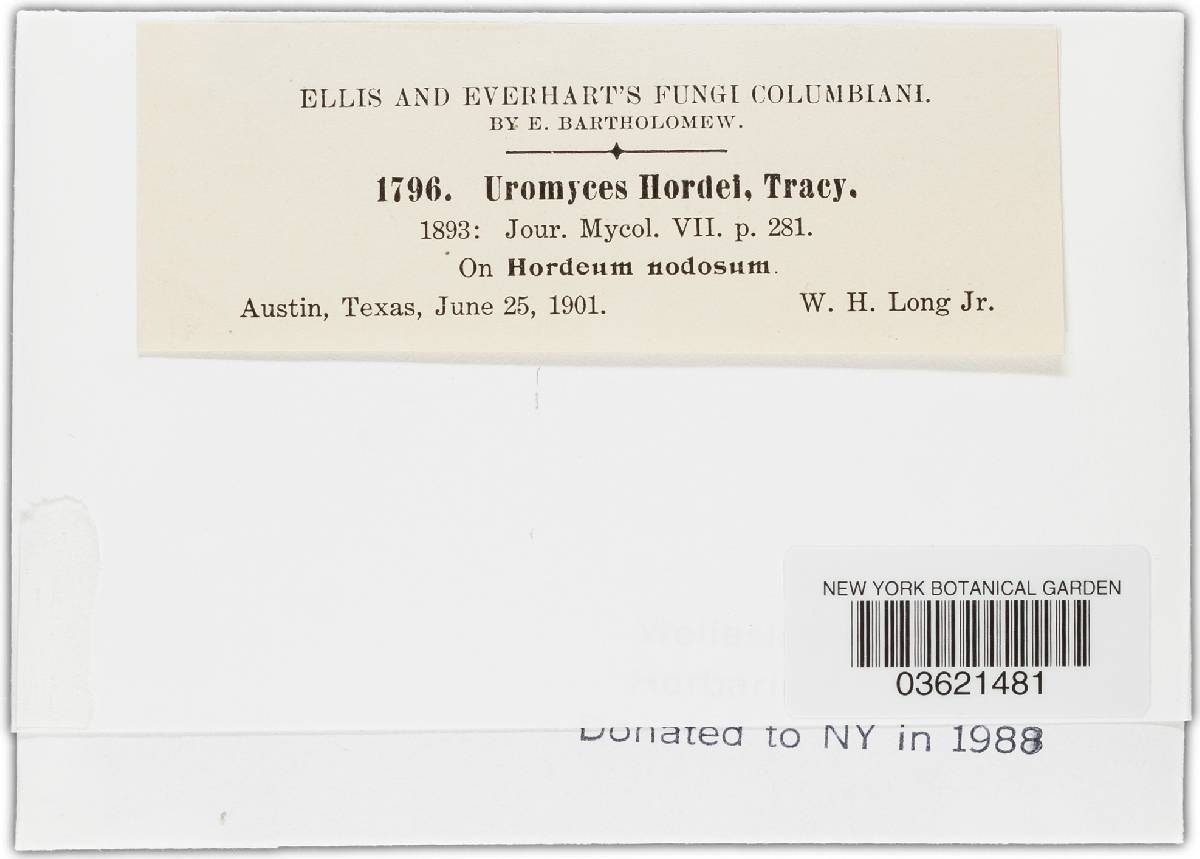 ELLIS AND EVERHART'S FUNGI COLUMBIANI.
BY E. BARTHOLOMEW.
1796. Uromyces Hordei, Tracy.
1893: Jour. Mycol. VII. p. 281.
On Hordeum nodosum.
Austin, Texas, June 25, 1901. W. H. Long Jr.
NEW YORK BOTANICAL GARDEN
03621481
Donated to NY in 1988